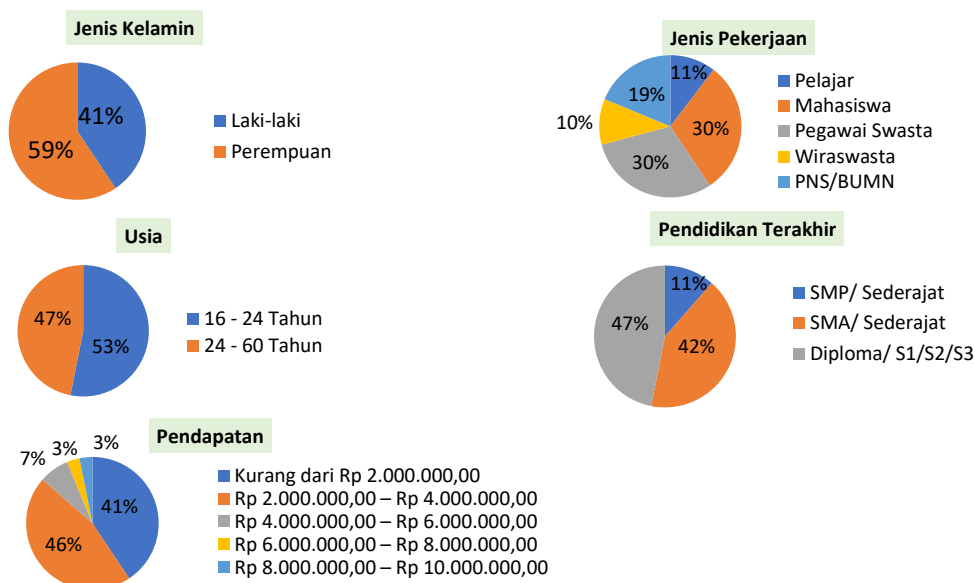 Jenis Kelamin
41%
59%
Laki-laki
Perempuan
Jenis Pekerjaan
11%
19%
10%
30%
30%
Pelajar
Mahasiswa
Pegawai Swasta
Wiraswasta
PNS/BUMN
Usia
47%
53%
16 - 24 Tahun
24 - 60 Tahun
Pendidikan Terakhir
11%
47%
42%
SMP/ Sederajat
SMA/ Sederajat
Diploma/ S1/S2/S3
Pendapatan
3%
3%
7%
41%
46%
Kurang dari Rp 2.000.000,00
Rp 2.000.000,00 – Rp 4.000.000,00
Rp 4.000.000,00 – Rp 6.000.000,00
Rp 6.000.000,00 – Rp 8.000.000,00
Rp 8.000.000,00 – Rp 10.000.000,00